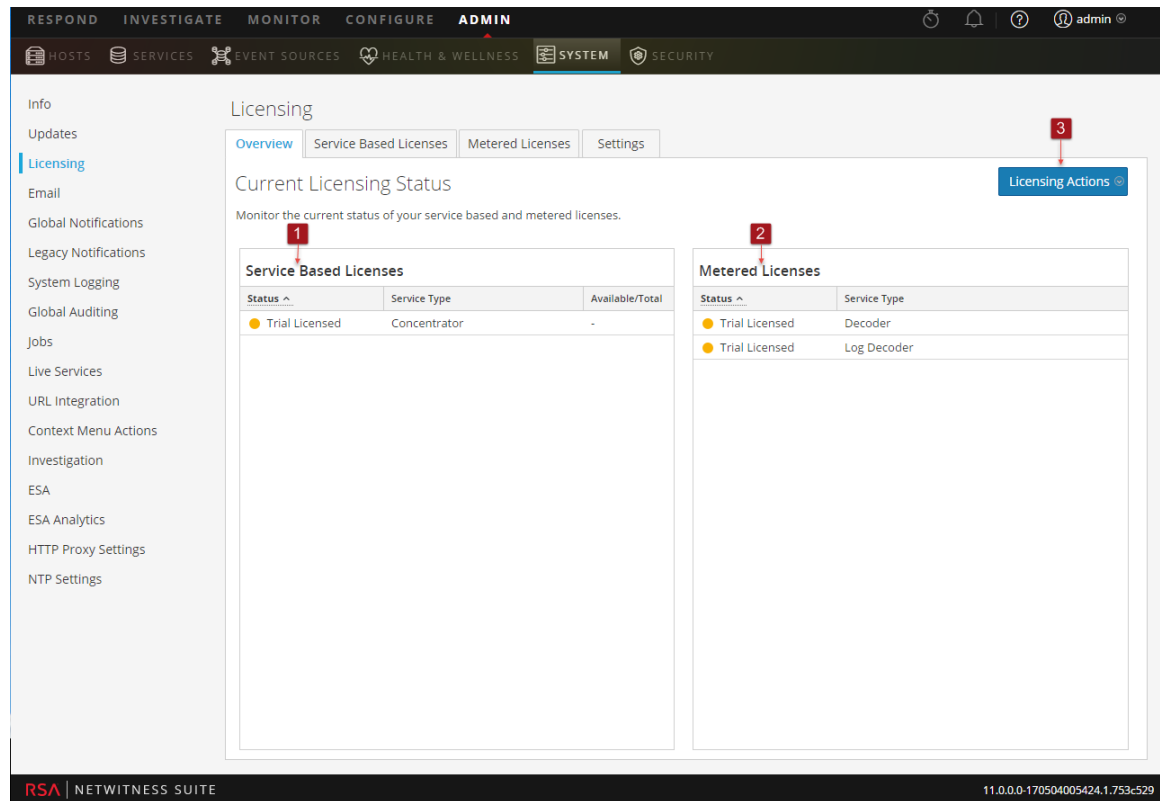 RESPOND INVESTIGATE MONITOR CONFIGURE ADMIN
admin
HOSTS SERVICES EVENT SOURCES HEALTH & WELLNESS SYSTEM SECURITY
Info
Updates
Licensing
Email
Global Notifications
Legacy Notifications
System Logging
Global Auditing
Jobs
Live Services
URL Integration
Context Menu Actions
Investigation
ESA
ESA Analytics
HTTP Proxy Settings
NTP Settings
Licensing
3
Overview Service Based Licenses Metered Licenses Settings
Current Licensing Status
Licensing Actions
Monitor the current status of your service based and metered licenses.
1
Service Based Licenses
Status Service Type Available/Total
Trial Licensed Concentrator -
2
Metered Licenses
Status Service Type
Trial Licensed Decoder
Trial Licensed Log Decoder
RSA | NETWITNESS SUITE
11.0.0.0-170504005424.1.753c529